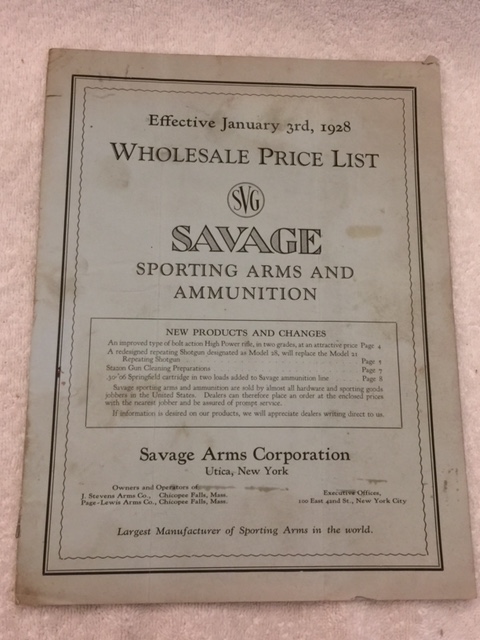 Effective January 3rd, 1928
WHOLESALE PRICE LIST
SVG
SAVAGE
SPORTING ARMS AND
AMMUNITION
NEW PRODUCTS AND CHANGES
An improved type of bolt action High Power rifle, in two grades, at an attractive price Page 4
A redesigned repeating Shotgun designated as Model 28, will replace the Model 21
Repeating Shotgun Page 5
Stazon Gun Cleaning Preparations Page 7
.30-'06 Springfield cartridge in two loads added to Savage ammunition line Page 8
Savage sporting arms and ammunition are sold by almost all hardware and sporting goods
jobbers in the United States. Dealers can therefore place an order at the enclosed prices
with the nearest jobber and be assured of prompt service.
If information is desired on our products, we will appreciate dealers writing direct to us.
Savage Arms Corporation
Utica, New York
Owners and Operators of
J. Stevens Arms Co., Chicopee Falls, Mass.
Page-Lewis Arms Co., Chicopee Falls, Mass.
Executive Offices,
100 East 42nd St., New York City
Largest Manufacturer of Sporting Arms in the world.